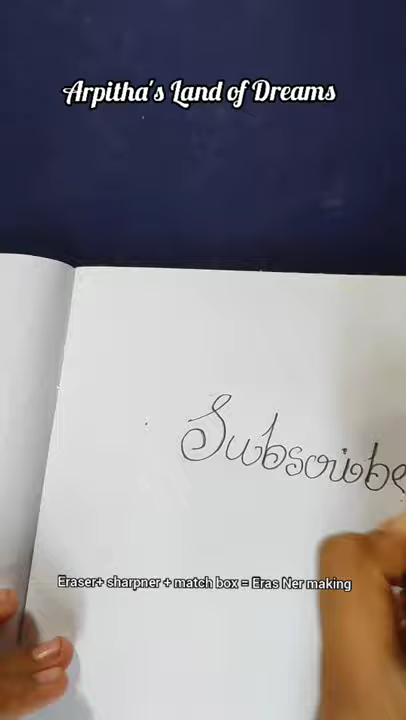 Arpitha's Land of Dreams
Subscribe
Eraser+ sharpner + match box = Eras Ner making